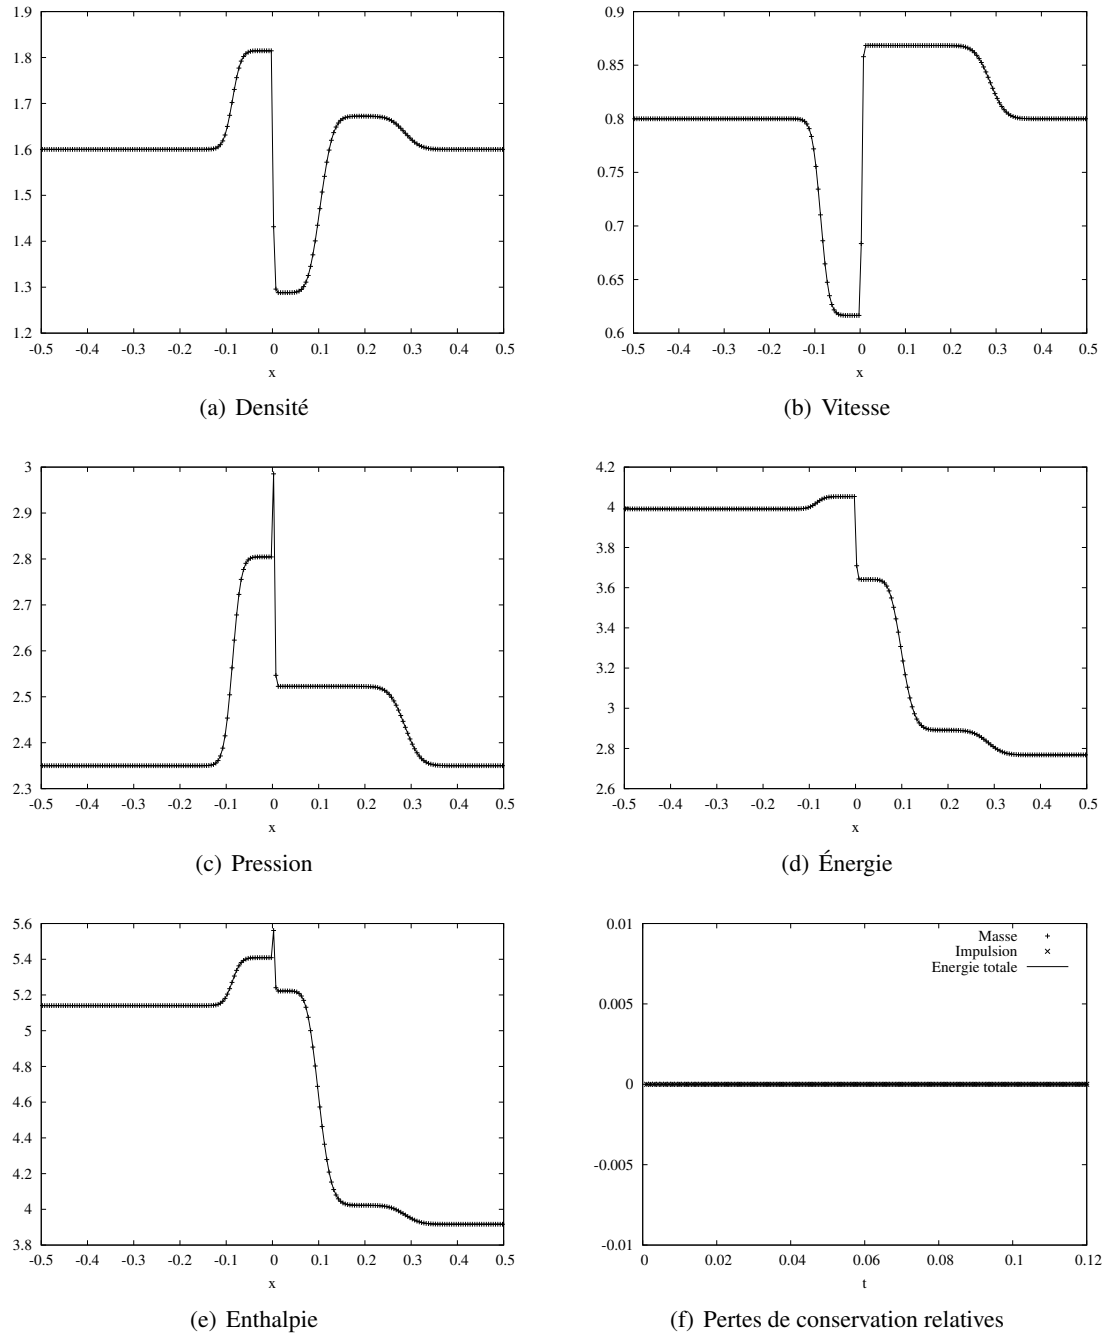 1.9
1.8
1.7
1.6
1.5
1.4
1.3
1.2
-0.5 -0.4 -0.3 -0.2 -0.1 0 0.1 0.2 0.3 0.4 0.5
x
(a) Densité
0.9
0.85
0.8
0.75
0.7
0.65
0.6
-0.5 -0.4 -0.3 -0.2 -0.1 0 0.1 0.2 0.3 0.4 0.5
x
(b) Vitesse
3
2.9
2.8
2.7
2.6
2.5
2.4
2.3
-0.5 -0.4 -0.3 -0.2 -0.1 0 0.1 0.2 0.3 0.4 0.5
x
(c) Pression
4.2
4
3.8
3.6
3.4
3.2
3
2.8
2.6
-0.5 -0.4 -0.3 -0.2 -0.1 0 0.1 0.2 0.3 0.4 0.5
x
(d) Énergie
5.6
5.4
5.2
5
4.8
4.6
4.4
4.2
4
3.8
-0.5 -0.4 -0.3 -0.2 -0.1 0 0.1 0.2 0.3 0.4 0.5
x
(e) Enthalpie
0.01
0.005
0
-0.005
-0.01
Masse
Impulsion
Energie totale
0 0.02 0.04 0.06 0.08 0.1 0.12
t
(f) Pertes de conservation relatives